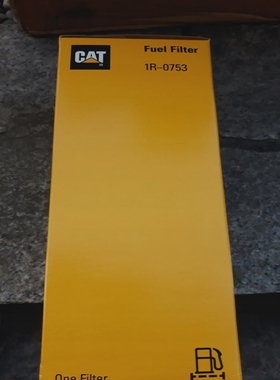 CAT
Fuel Filter
1R-0753
One Filter